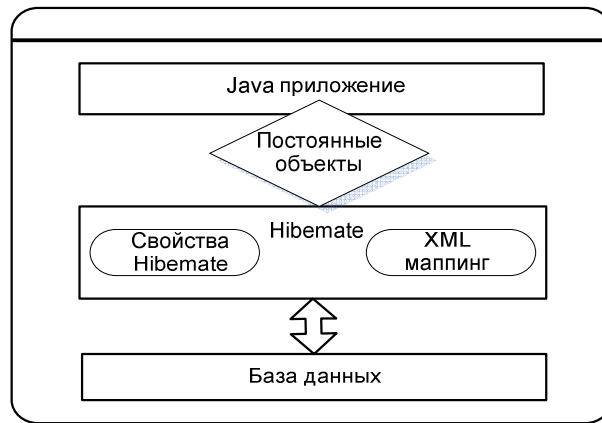 Java приложение
Постоянные
объекты
Hibemate
Свойства
Hibemate
XML
маппинг
База данных